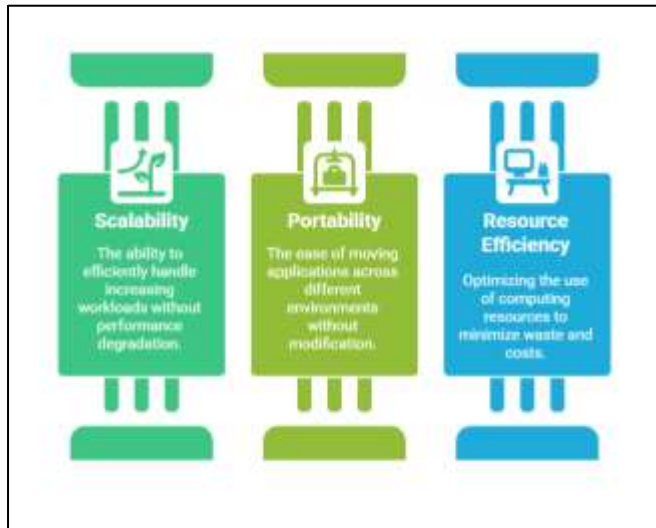 Scalability
The ability to
efficiently handle
increasing
workloads without
performance
degradation.
Portability
The ease of moving
applications across
different
environments
without
modification.
Resource
Efficiency
Optimizing the use
of computing
resources to
minimize waste and
costs.